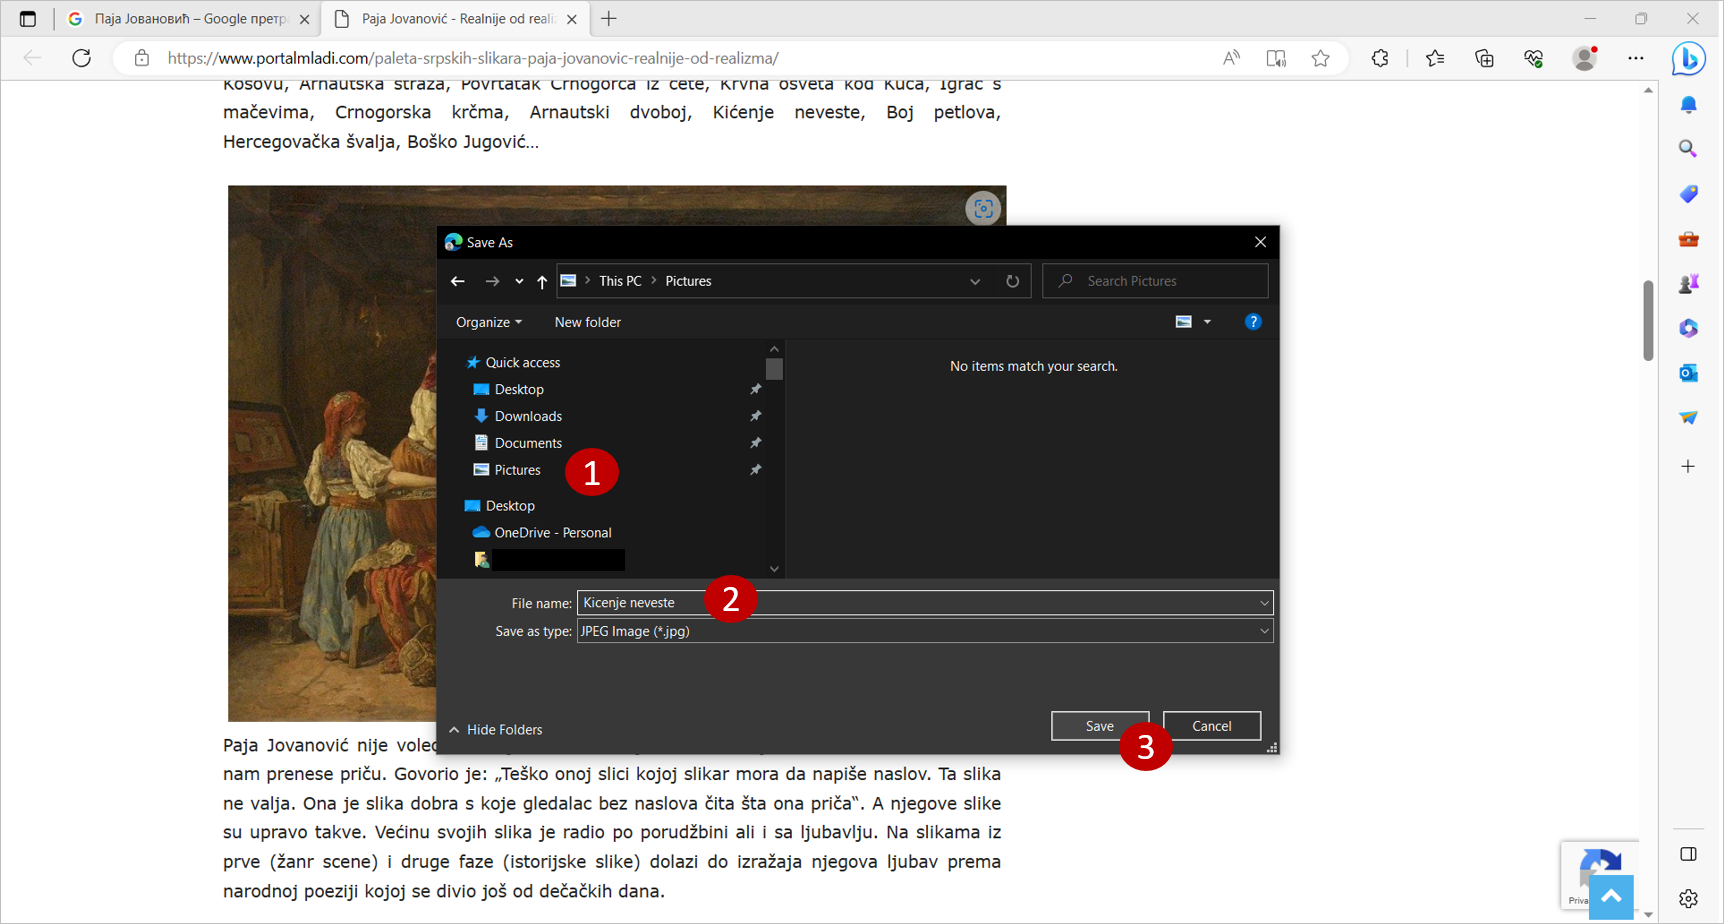 Паја Јовановић – Google претра
Paja Jovanović - Realnije od reali
https://www.portalmladi.com/paleta-srpskih-slikara-paja-jovanovic-realnije-od-realizma/
Kosovu, Arnautska straža, Povrtatak Crnogorca iz čete, Krvna osveta kod Kuča, Igrač s
mačevima, Crnogorska krčma, Arnautski dvoboj, Kićenje neveste, Boj petlova,
Hercegovačka švalja, Boško Jugović...
Save As
This PC > Pictures
Search Pictures
Organize
New folder
Quick access
No items match your search.
Desktop
Downloads
Documents
Pictures
1
Desktop
OneDrive - Personal
File name: Kicenje neveste
2
Save as type: JPEG Image (*.jpg)
Hide Folders
Save
Cancel
3
Paja Jovanović nije voleo
nam prenese priču. Govorio je: „Teško onoj slici kojoj slikar mora da napiše naslov. Ta slika
ne valja. Ona je slika dobra s koje gledalac bez naslova čita šta ona priča“. A njegove slike
su upravo takve. Većinu svojih slika je radio po porudžbini ali i sa ljubavlju. Na slikama iz
prve (žanr scene) i druge faze (istorijske slike) dolazi do izražaja njegova ljubav prema
narodnoj poeziji kojoj se divio još od dečačkih dana.
Priva